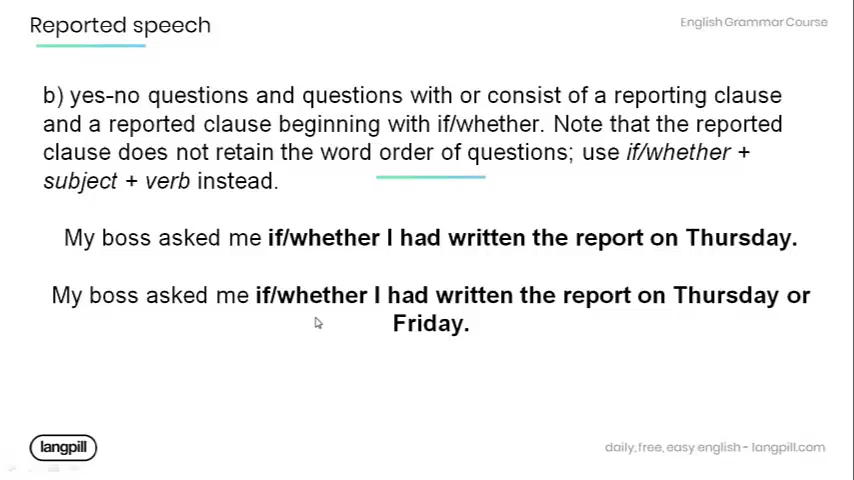 Reported speech
English Grammar Course
b) yes-no questions and questions with or consist of a reporting clause
and a reported clause beginning with if/whether. Note that the reported
clause does not retain the word order of questions; use if/whether +
subject + verb instead.
My boss asked me if/whether I had written the report on Thursday.
My boss asked me if/whether I had written the report on Thursday or
Friday.
langpill
daily, free, easy english - langpill.com